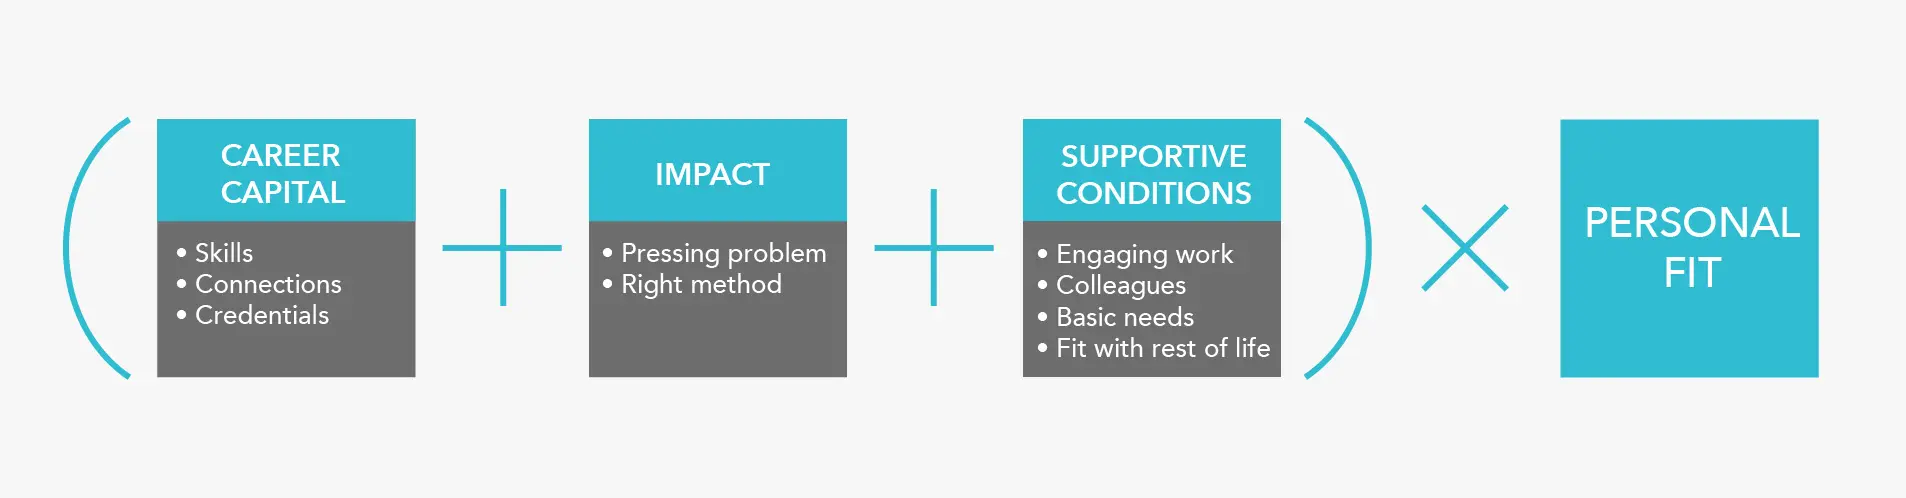 CAREER
CAPITAL
• Skills
• Connections
• Credentials
IMPACT
• Pressing problem
• Right method
SUPPORTIVE
CONDITIONS
• Engaging work
• Colleagues
• Basic needs
• Fit with rest of life
PERSONAL
FIT